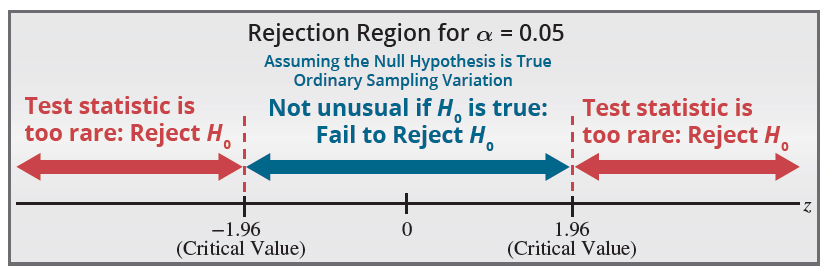 Rejection Region for α = 0.05
Assuming the Null Hypothesis is True
Ordinary Sampling Variation
Test statistic is
too rare: Reject H₀
Not unusual if H₀ is true:
Fail to Reject H₀
Test statistic is
too rare: Reject H₀
z
−1.96
(Critical Value)
0
1.96
(Critical Value)